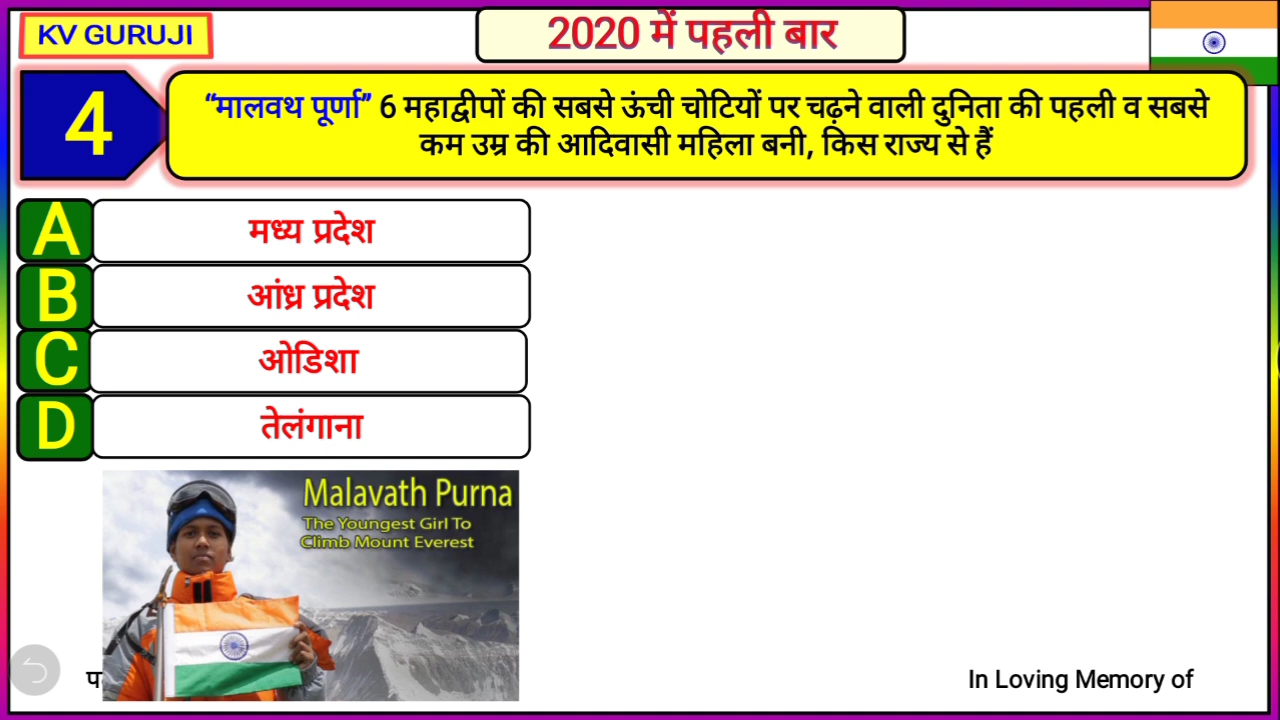 KV GURUJI
2020 में पहली बार
4
“मालवथ पूर्णा” 6 महाद्वीपों की सबसे ऊंची चोटियों पर चढ़ने वाली दुनिता की पहली व सबसे
कम उम्र की आदिवासी महिला बनी, किस राज्य से हैं
A मध्य प्रदेश
B आंध्र प्रदेश
C ओडिशा
D तेलंगाना
Malavath Purna
The Youngest Girl To
Climb Mount Everest
In Loving Memory of